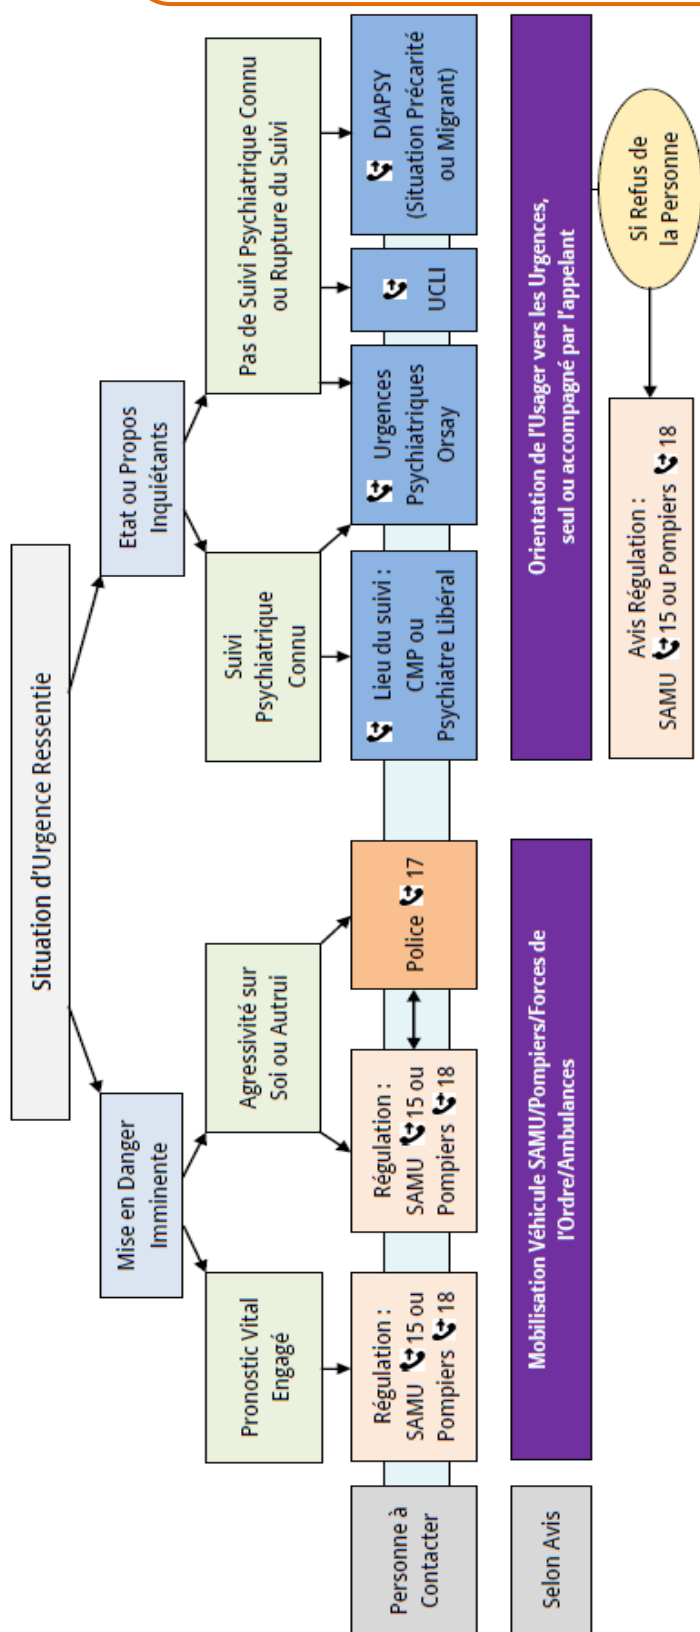 Situation d'Urgence Ressentie
Mise en Danger
Imminente
Etat ou Propos
Inquiétants
Pronostic Vital
Engagé
Agressivité sur
Soi ou Autrui
Suivi
Psychiatrique
Connu
Pas de Suivi Psychiatrique Connu
ou Rupture du Suivi
Personne à
Contacter
Régulation :
SAMU 15 ou
Pompiers 18
Régulation :
SAMU 15 ou
Pompiers 18
Police 17
Lieu du suivi :
CMP ou
Psychiatre Libéral
Urgences
Psychiatriques
Orsay
UCLI
DIAPSY
(Situation Précarité
ou Migrant)
Selon Avis
Mobilisation Véhicule SAMU/Pompiers/Forces de
l'Ordre/Ambulances
Orientation de l'Usager vers les Urgences,
seul ou accompagné par l'appelant
Avis Régulation :
SAMU 15 ou Pompiers 18
Si Refus de
la Personne